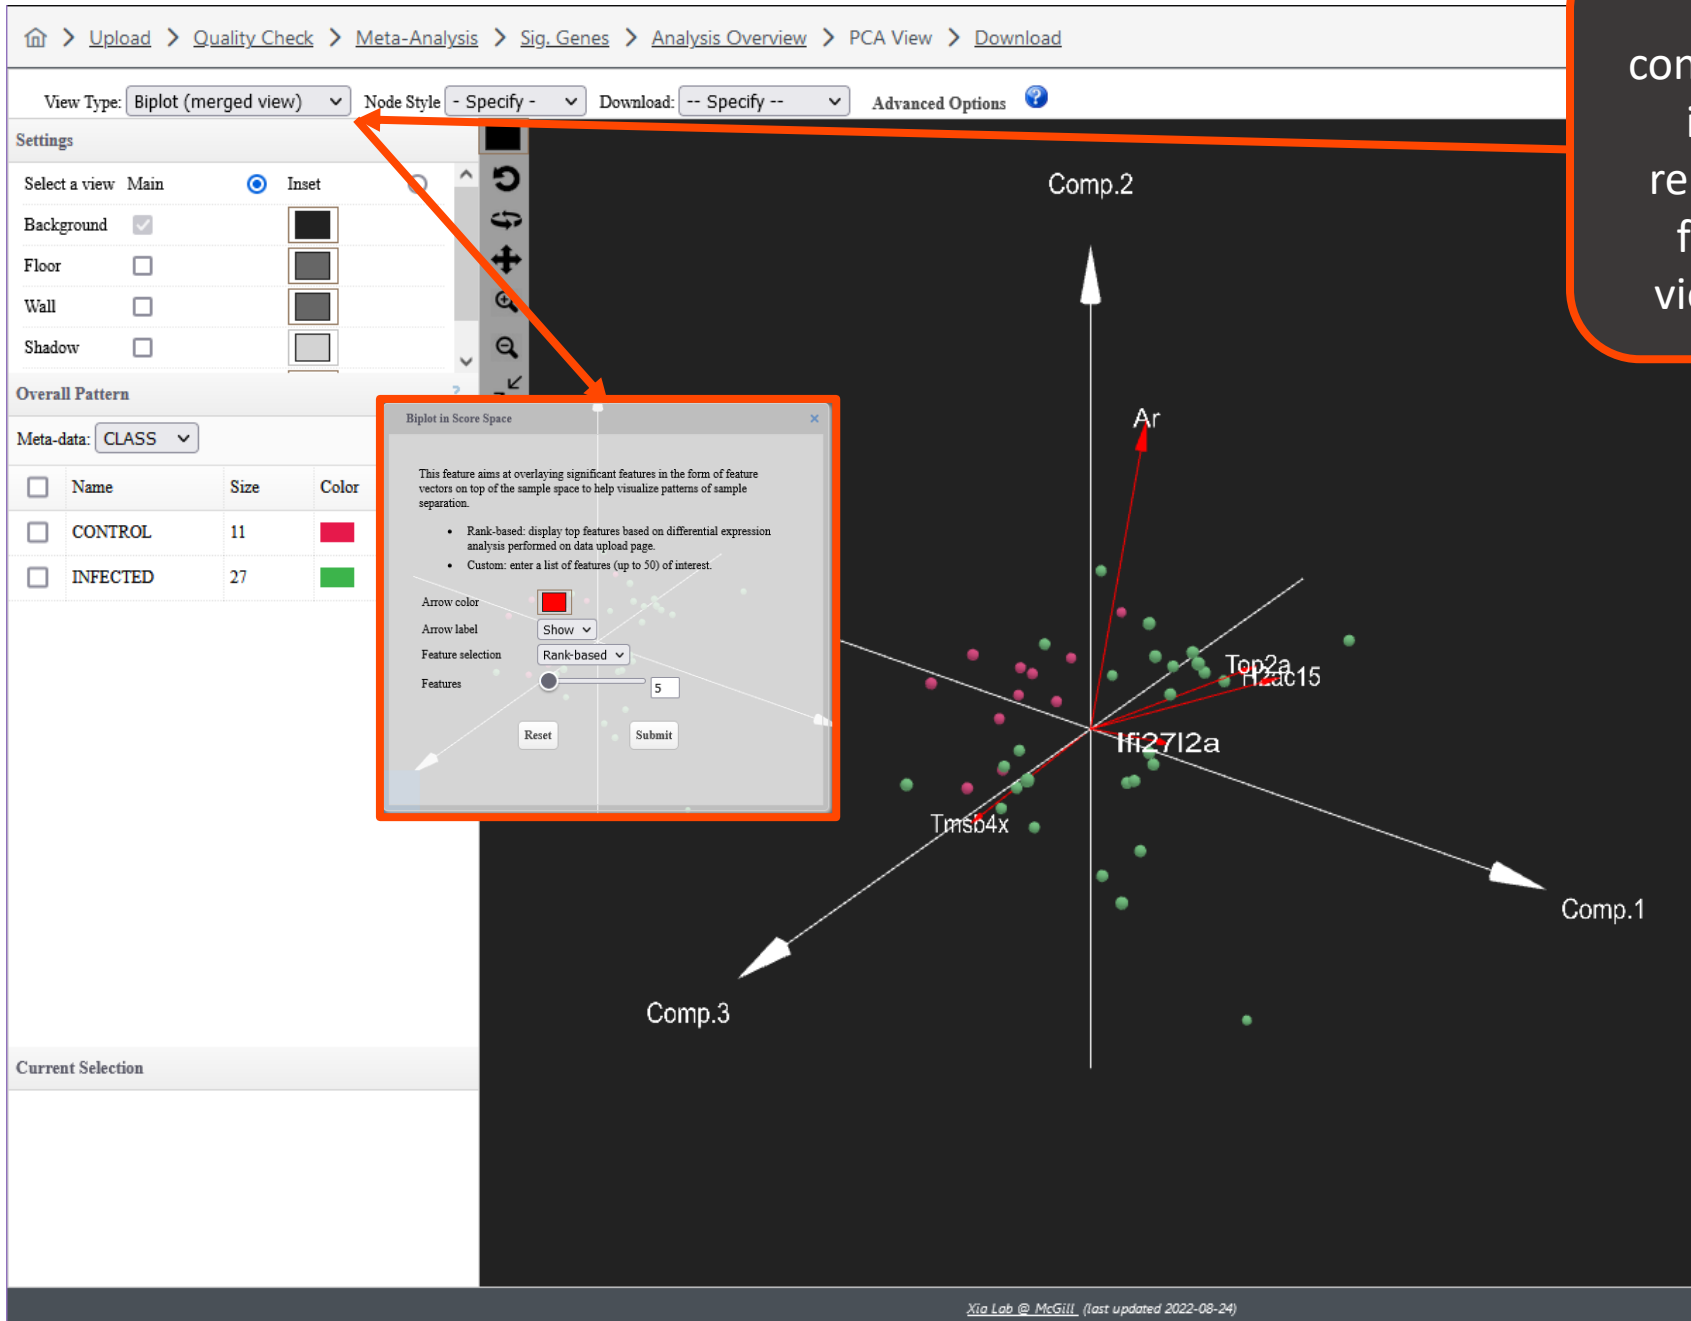 Upload > Quality Check > Meta-Analysis > Sig. Genes > Analysis Overview > PCA View > Download
View Type: Biplot (merged view) Node Style - Specify - Download: -- Specify -- Advanced Options ?
Settings
Select a view Main Inset
Background
Floor
Wall
Shadow
Overall Pattern ?
Meta-data: CLASS
Name Size Color
CONTROL 11
INFECTED 27
Current Selection
Biplot in Score Space ×
This feature aims at overlaying significant features in the form of feature
vectors on top of the sample space to help visualize patterns of sample
separation.
• Rank-based: display top features based on differential expression
analysis performed on data upload page.
• Custom: enter a list of features (up to 50) of interest.
Arrow color
Arrow label Show
Feature selection Rank-based
Features 5
Reset Submit
Comp.2
Ar
Top2a
H2ac15
Ifi27l2a
Tmsb4x
Comp.1
Comp.3
Xia Lab @ McGill (last updated 2022-08-24)